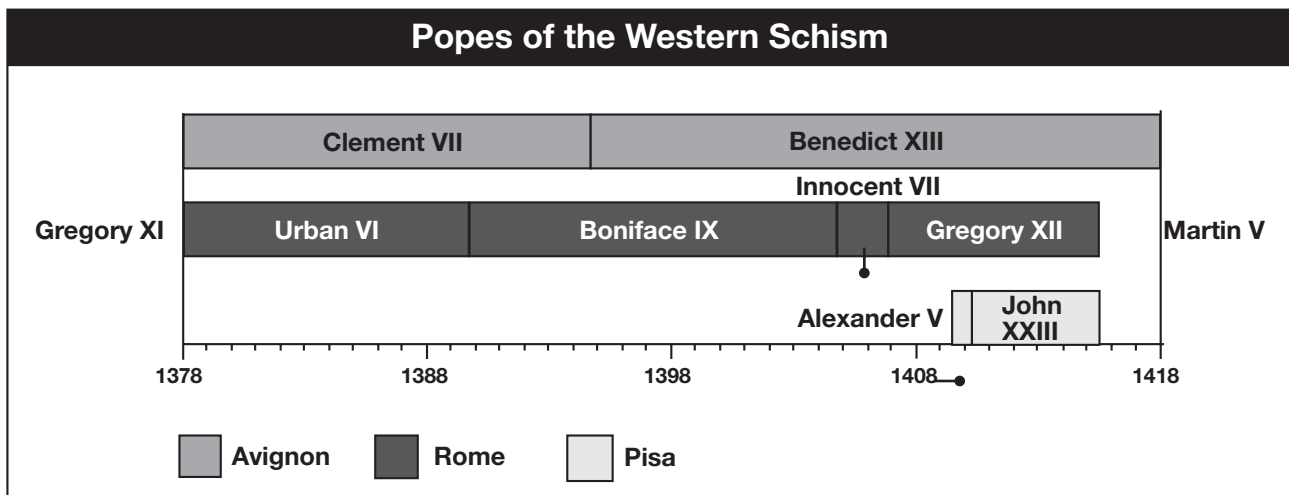 Popes of the Western Schism
Clement VII
Benedict XIII
Innocent VII
Gregory XI
Urban VI
Boniface IX
Gregory XII
Martin V
Alexander V
John
XXIII
1378
1388
1398
1408
1418
Avignon
Rome
Pisa